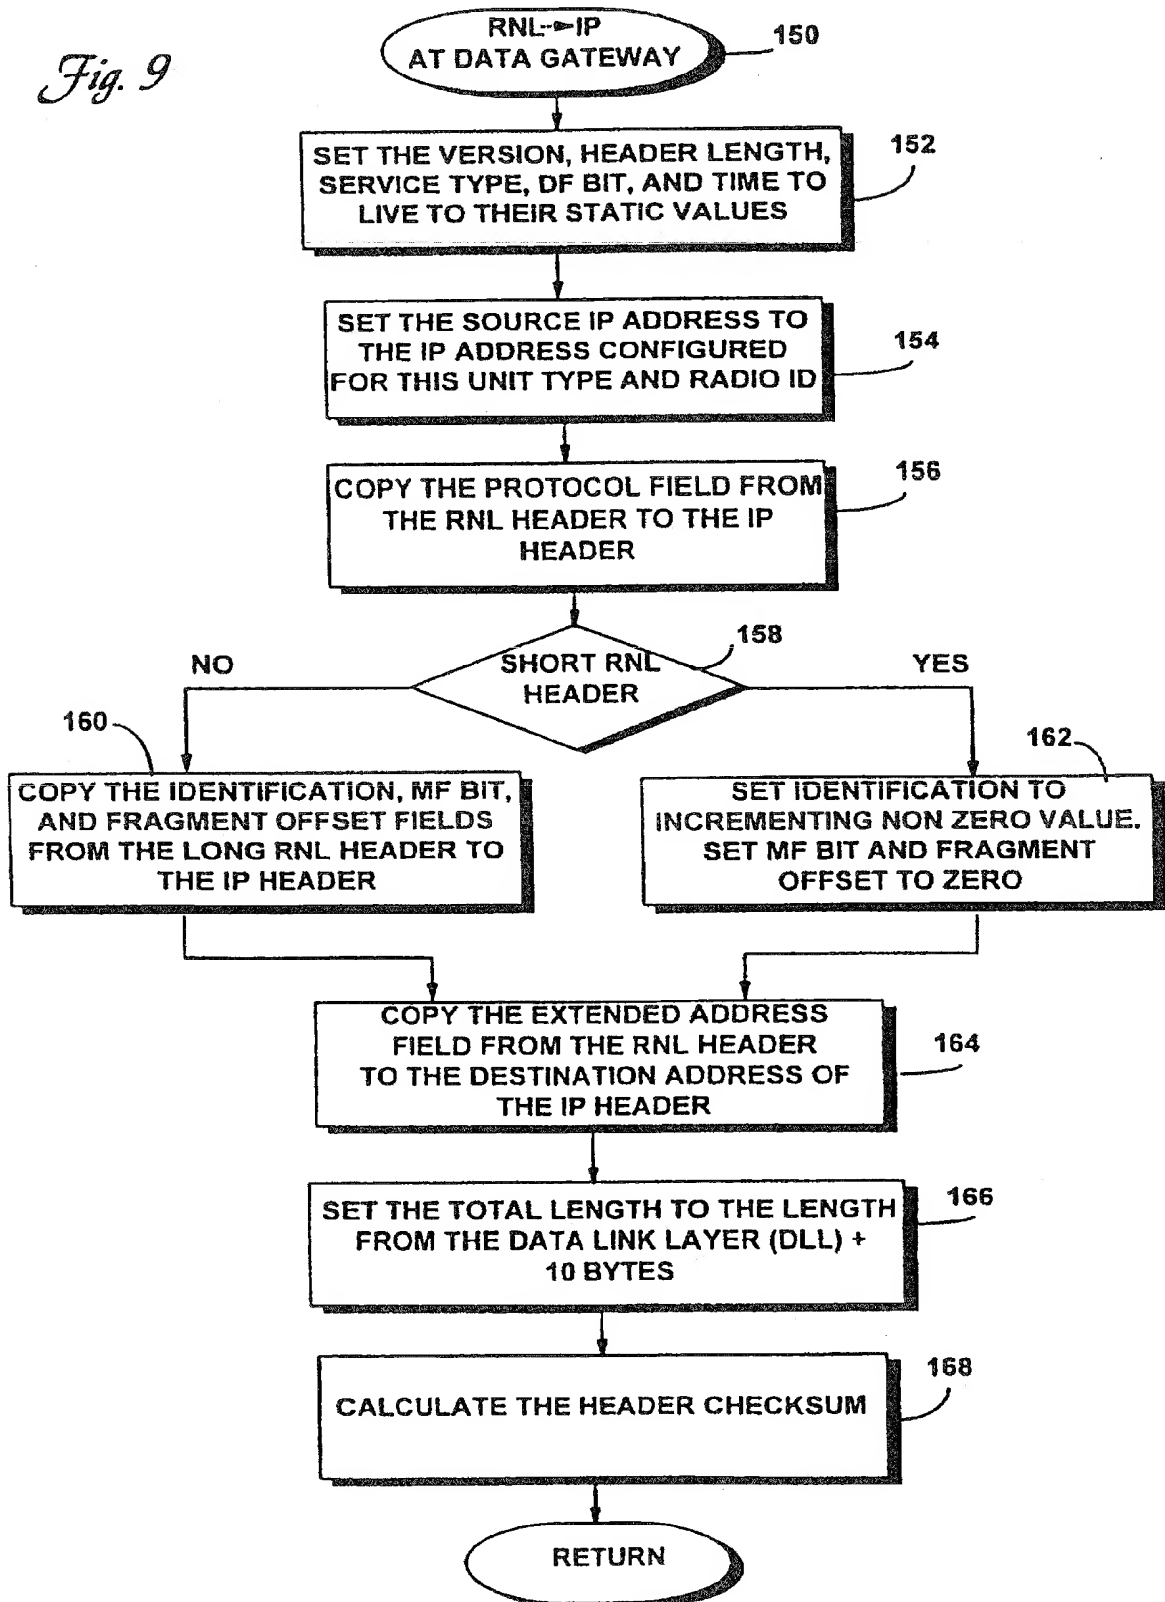 Fig. 9
RNL→IP
AT DATA GATEWAY
150
SET THE VERSION, HEADER LENGTH,
SERVICE TYPE, DF BIT, AND TIME TO
LIVE TO THEIR STATIC VALUES
152
SET THE SOURCE IP ADDRESS TO
THE IP ADDRESS CONFIGURED
FOR THIS UNIT TYPE AND RADIO ID
154
COPY THE PROTOCOL FIELD FROM
THE RNL HEADER TO THE IP
HEADER
156
SHORT RNL
HEADER
158
NO
YES
160
COPY THE IDENTIFICATION, MF BIT,
AND FRAGMENT OFFSET FIELDS
FROM THE LONG RNL HEADER TO
THE IP HEADER
162
SET IDENTIFICATION TO
INCREMENTING NON ZERO VALUE.
SET MF BIT AND FRAGMENT
OFFSET TO ZERO
COPY THE EXTENDED ADDRESS
FIELD FROM THE RNL HEADER
TO THE DESTINATION ADDRESS OF
THE IP HEADER
164
SET THE TOTAL LENGTH TO THE LENGTH
FROM THE DATA LINK LAYER (DLL) +
10 BYTES
166
CALCULATE THE HEADER CHECKSUM
168
RETURN